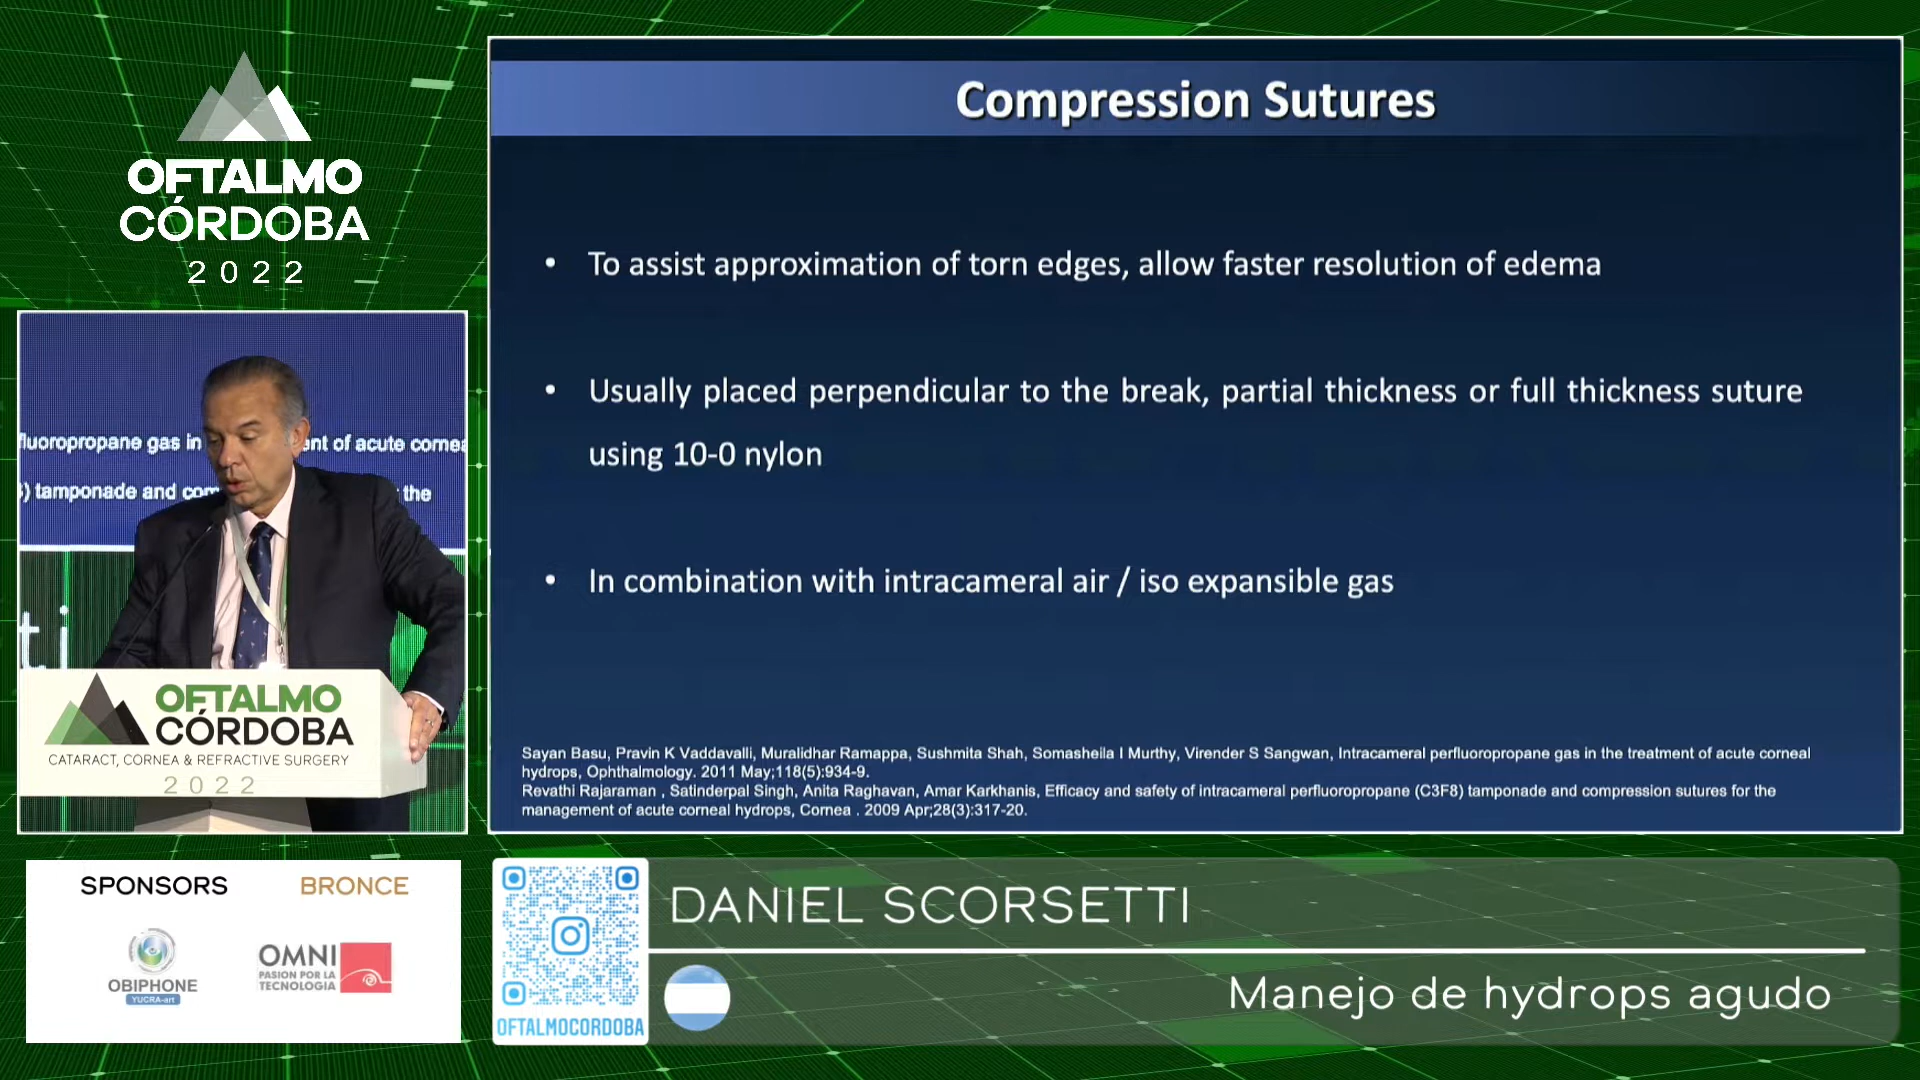 OFTALMO
CÓRDOBA
2022
Compression Sutures
• To assist approximation of torn edges, allow faster resolution of edema
• Usually placed perpendicular to the break, partial thickness or full thickness suture
using 10-0 nylon
• In combination with intracameral air / iso expansible gas
Sayan Basu, Pravin K Vaddavalli, Muralidhar Ramappa, Sushmita Shah, Somasheila I Murthy, Virender S Sangwan, Intracameral perfluoropropane gas in the treatment of acute corneal
hydrops, Ophthalmology. 2011 May;118(5):934-9.
Revathi Rajaraman , Satinderpal Singh, Anita Raghavan, Amar Karkhanis, Efficacy and safety of intracameral perfluoropropane (C3F8) tamponade and compression sutures for the
management of acute corneal hydrops, Cornea . 2009 Apr;28(3):317-20.
fluoropropane gas in ent of acute cornea
) tamponade and com the
ti
OFTALMO
CÓRDOBA
CATARACT, CORNEA & REFRACTIVE SURGERY
2022
SPONSORS BRONCE
OBIPHONE
YUCRA-art
OMNI
PASION POR LA
TECNOLOGIA
OFTALMOCORDOBA
DANIEL SCORSETTI
Manejo de hydrops agudo